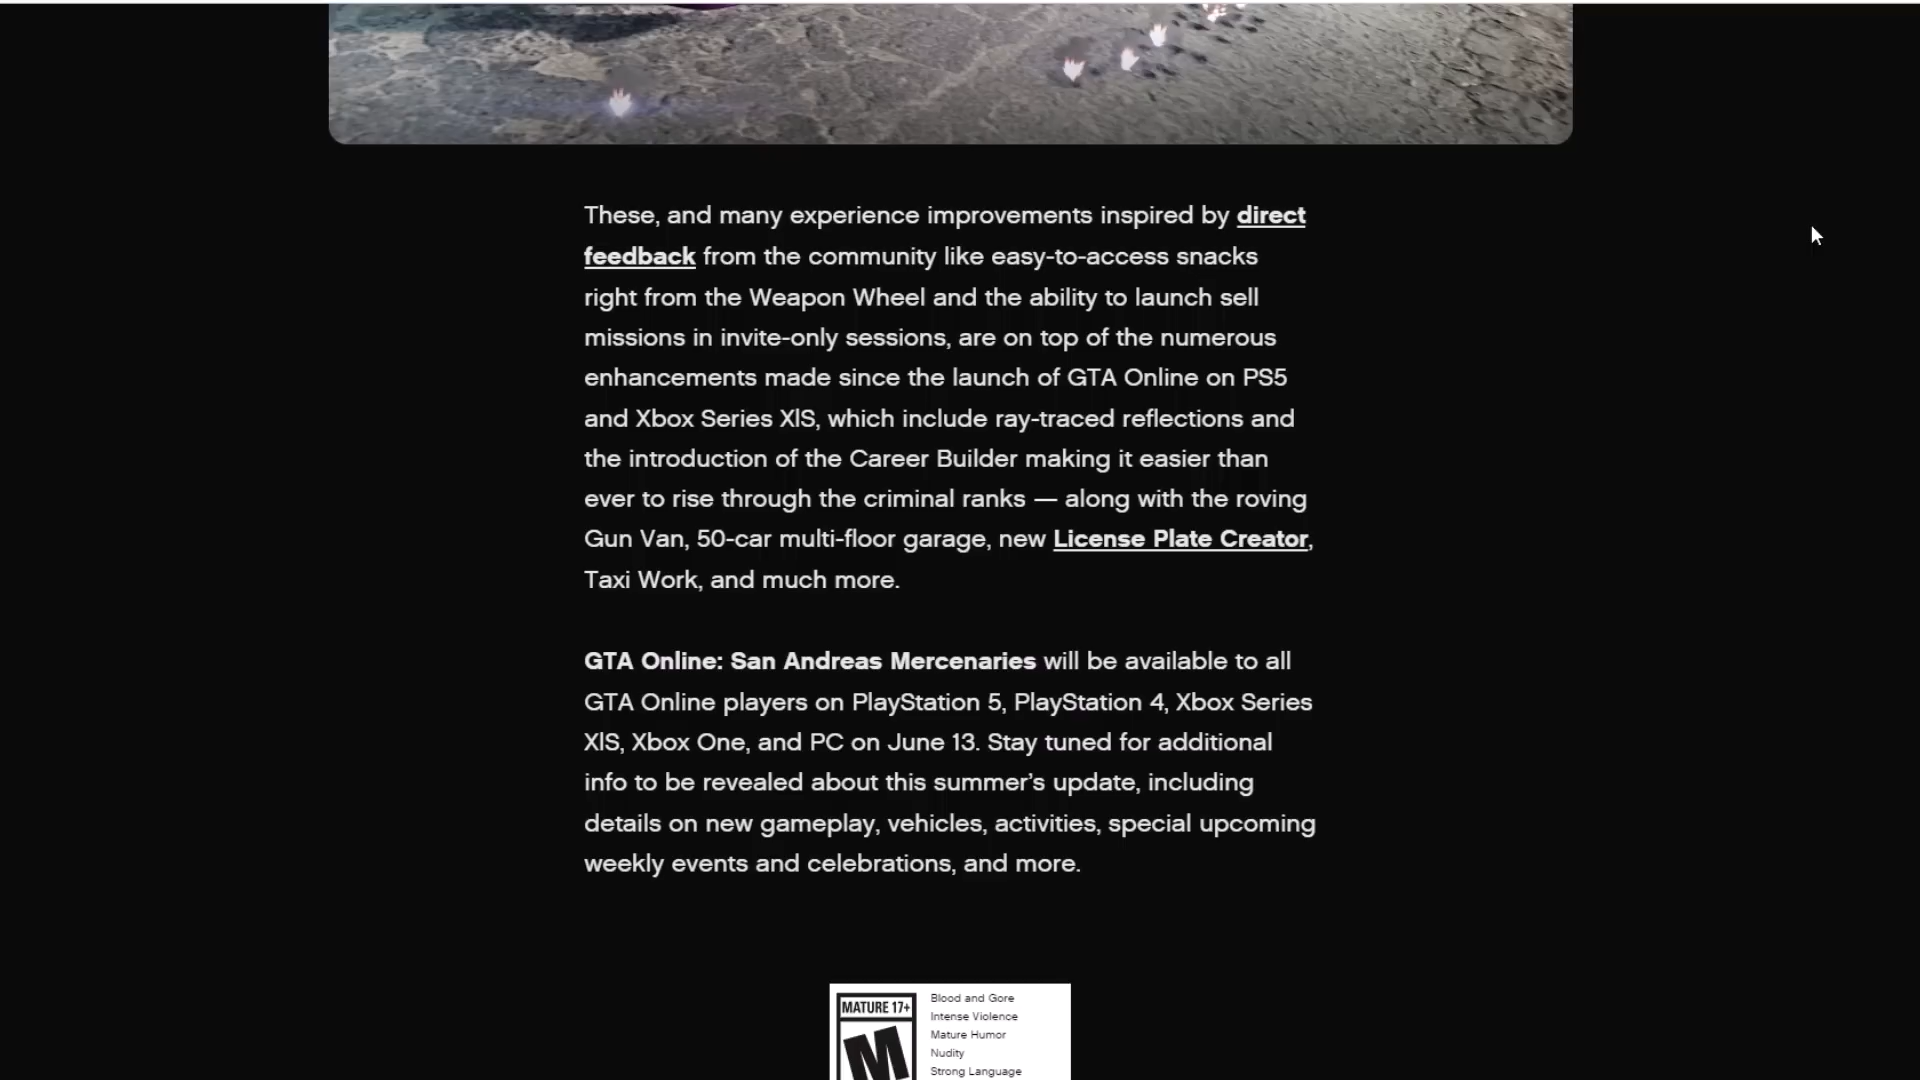 These, and many experience improvements inspired by direct
feedback from the community like easy-to-access snacks
right from the Weapon Wheel and the ability to launch sell
missions in invite-only sessions, are on top of the numerous
enhancements made since the launch of GTA Online on PS5
and Xbox Series X|S, which include ray-traced reflections and
the introduction of the Career Builder making it easier than
ever to rise through the criminal ranks — along with the roving
Gun Van, 50-car multi-floor garage, new License Plate Creator,
Taxi Work, and much more.
GTA Online: San Andreas Mercenaries will be available to all
GTA Online players on PlayStation 5, PlayStation 4, Xbox Series
X|S, Xbox One, and PC on June 13. Stay tuned for additional
info to be revealed about this summer’s update, including
details on new gameplay, vehicles, activities, special upcoming
weekly events and celebrations, and more.
MATURE 17+
M
Blood and Gore
Intense Violence
Mature Humor
Nudity
Strong Language